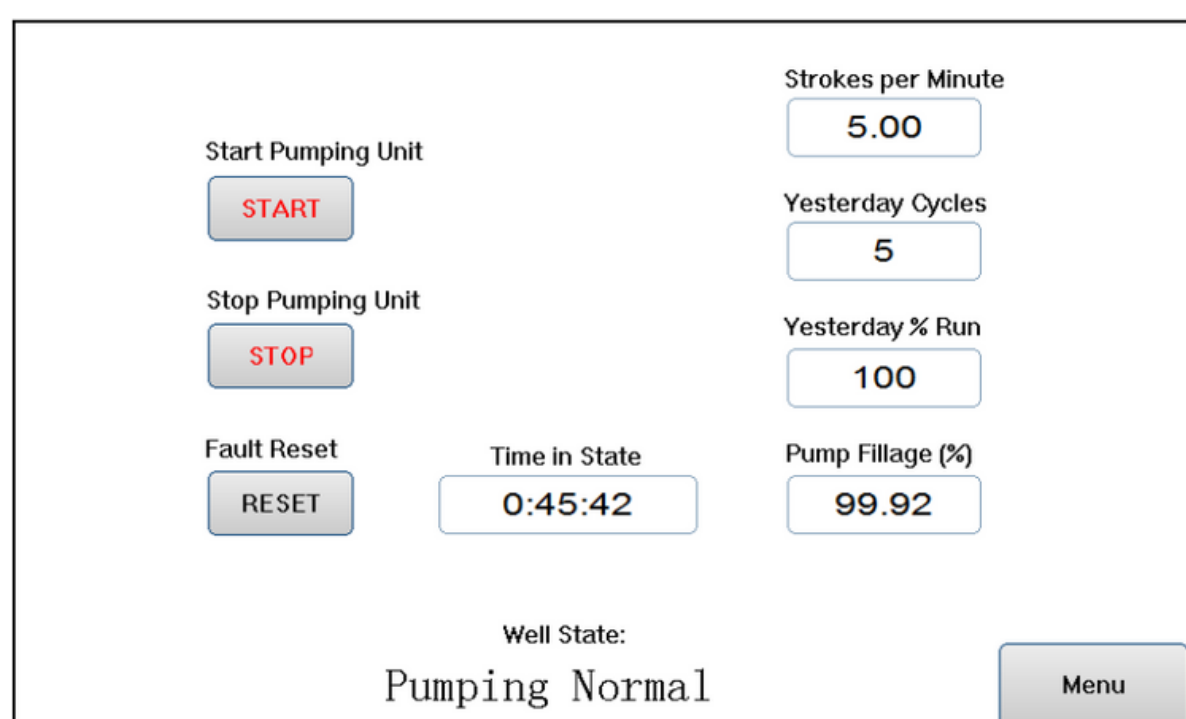 Strokes per Minute
5.00
Start Pumping Unit
START
Yesterday Cycles
5
Stop Pumping Unit
STOP
Yesterday % Run
100
Fault Reset
RESET
Time in State
0:45:42
Pump Fillage (%)
99.92
Well State:
Pumping Normal
Menu